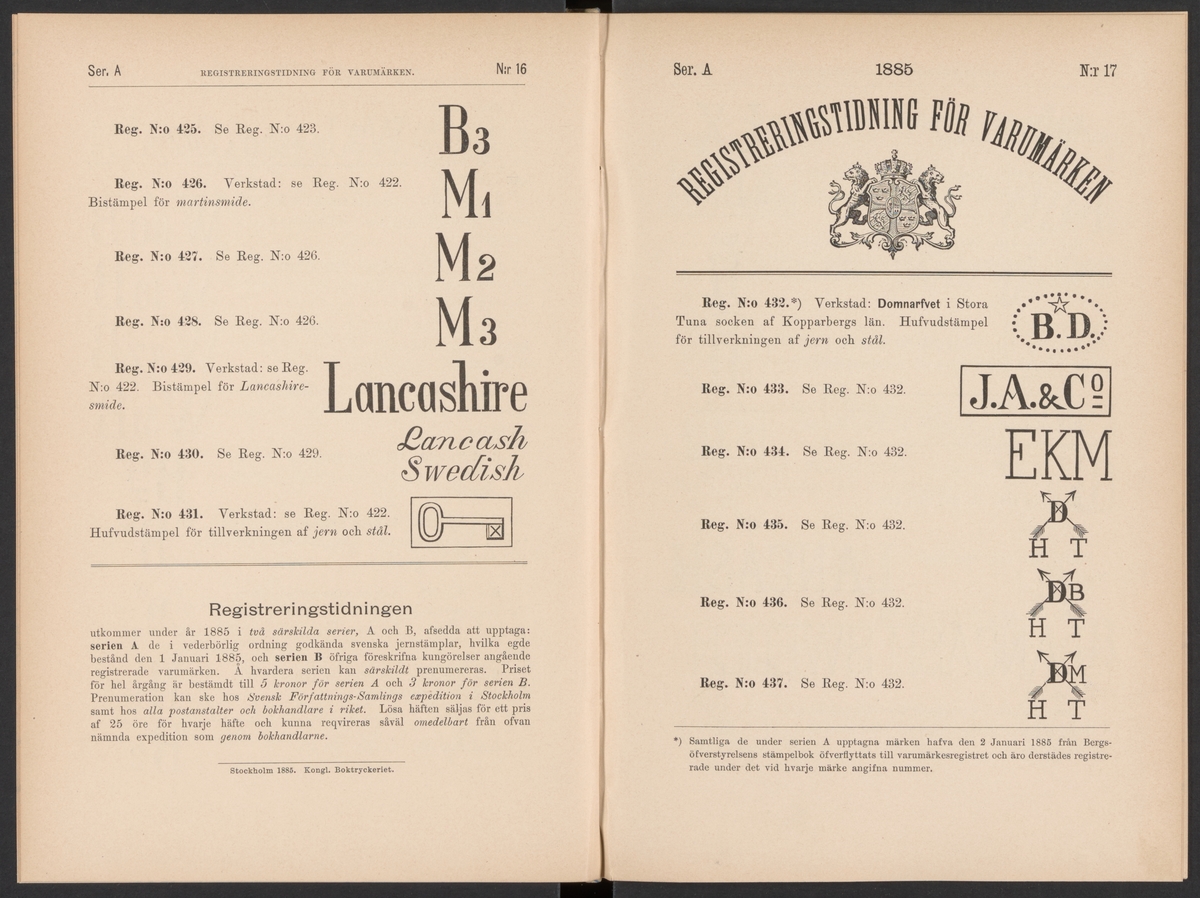 Ser. A REGISTRERINGSTIDNING FÖR VARUMÄRKEN. N:r 16
Reg. N:o 425. Se Reg. N:o 423.
B3
Reg. N:o 426. Verkstad: se Reg. N:o 422.
Bistämpel för martinsmide.
M1
Reg. N:o 427. Se Reg. N:o 426.
M2
Reg. N:o 428. Se Reg. N:o 426.
M3
Reg. N:o 429. Verkstad: se Reg.
N:o 422. Bistämpel för Lancashire-
smide.
Lancashire
Reg. N:o 430. Se Reg. N:o 429.
Lancash
Swedish
Reg. N:o 431. Verkstad: se Reg. N:o 422.
Hufvudstämpel för tillverkningen af jern och stål.
Registreringstidningen
utkommer under år 1885 i två särskilda serier, A och B, afsedda att upptaga:
serien A de i vederbörlig ordning godkända svenska jernstämplar, hvilka egde
bestånd den 1 Januari 1885, och serien B öfriga föreskrifna kungörelser angående
registrerade varumärken. Å hvardera serien kan särskildt prenumereras. Priset
för hel årgång är bestämdt till 5 kronor för serien A och 3 kronor för serien B.
Prenumeration kan ske hos Svensk Författnings-Samlings expedition i Stockholm
samt hos alla postanstalter och bokhandlare i riket. Lösa häften säljas för ett pris
af 25 öre för hvarje häfte och kunna reqvireras såväl omedelbart från ofvan
nämnda expedition som genom bokhandlarne.
Stockholm 1885. Kongl. Boktryckeriet.
Ser. A 1885 N:r 17
REGISTRERINGSTIDNING FÖR VARUMÄRKEN
Reg. N:o 432.*) Verkstad: Domnarfvet i Stora
Tuna socken af Kopparbergs län. Hufvudstämpel
för tillverkningen af jern och stål.
B. D.
Reg. N:o 433. Se Reg. N:o 432.
J.A.&Co
Reg. N:o 434. Se Reg. N:o 432.
EKM
Reg. N:o 435. Se Reg. N:o 432.
D
H T
Reg. N:o 436. Se Reg. N:o 432.
DB
H T
Reg. N:o 437. Se Reg. N:o 432.
DM
H T
*) Samtliga de under serien A upptagna märken hafva den 2 Januari 1885 från Bergs-
öfverstyrelsens stämpelbok öfverflyttats till varumärkesregistret och äro derstädes registre-
rade under det vid hvarje märke angifna nummer.